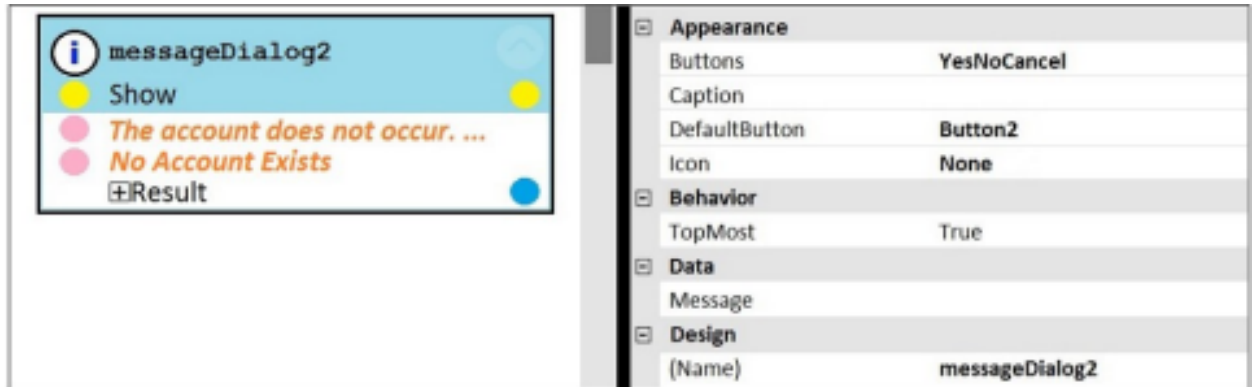 messageDialog2
Show
The account does not occur. ...
No Account Exists
Result
Appearance
Buttons YesNoCancel
Caption
DefaultButton Button2
Icon None
Behavior
TopMost True
Data
Message
Design
(Name) messageDialog2